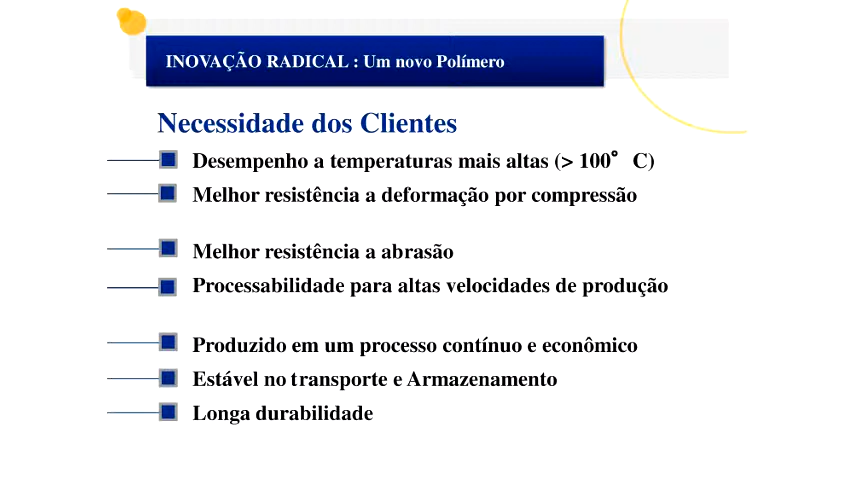 INOVAÇÃO RADICAL : Um novo Polímero
Necessidade dos Clientes
Desempenho a temperaturas mais altas (> 100° C)
Melhor resistência a deformação por compressão
Melhor resistência a abrasão
Processabilidade para altas velocidades de produção
Produzido em um processo contínuo e econômico
Estável no transporte e Armazenamento
Longa durabilidade